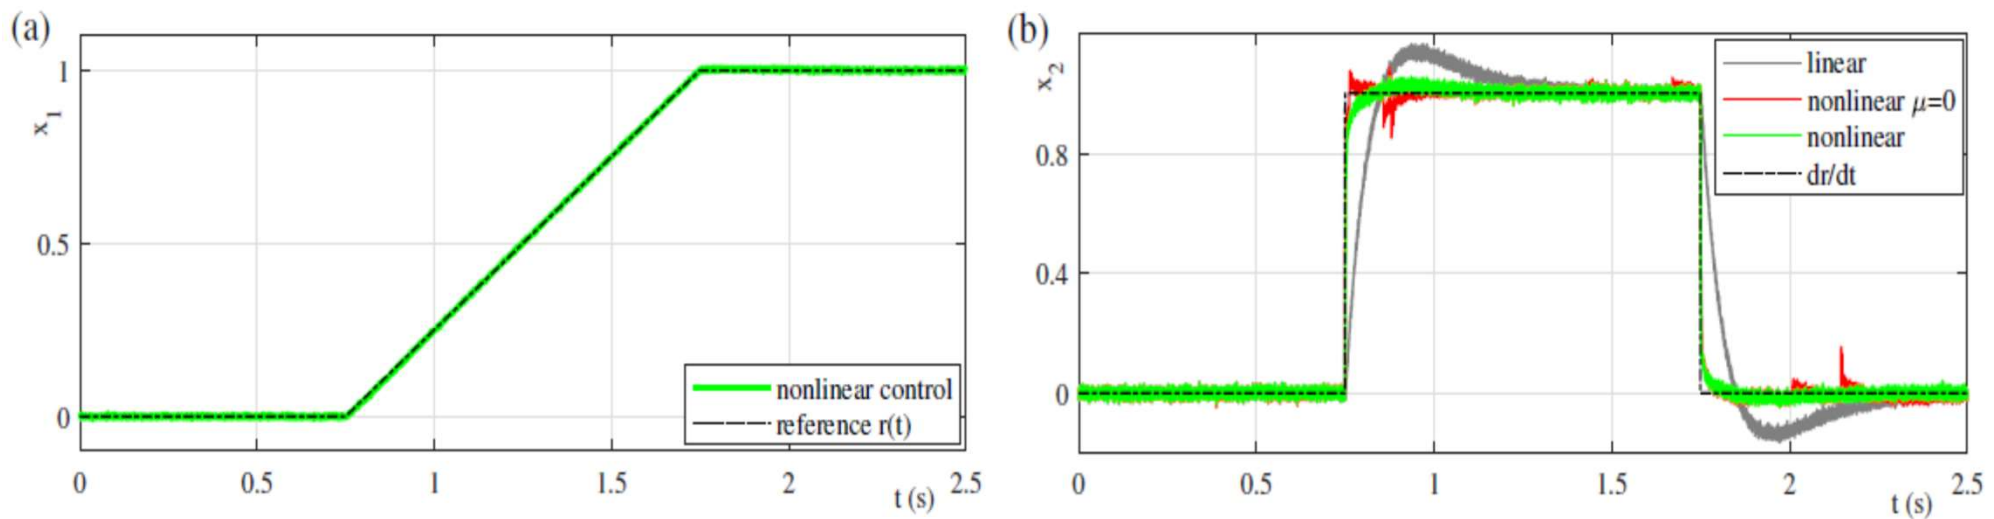 (a)
x1
1
0.5
0
0 0.5 1 1.5 2 2.5
t (s)
nonlinear control
reference r(t)
(b)
x2
0.8
0.4
0
0 0.5 1 1.5 2 2.5
t (s)
linear
nonlinear μ=0
nonlinear
dr/dt